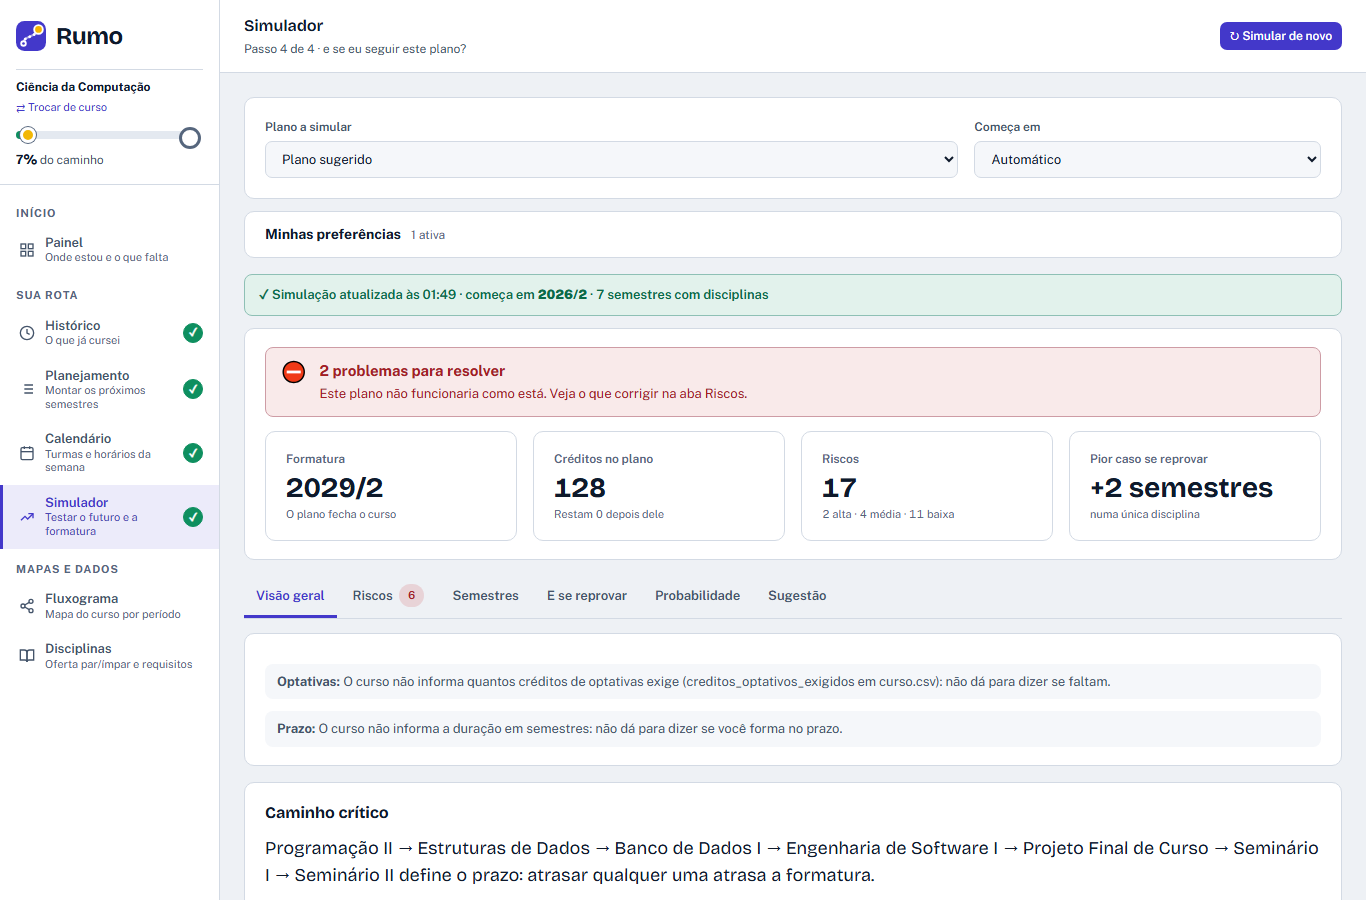 Rumo
Ciência da Computação
⇄ Trocar de curso
7% do caminho
INÍCIO
Painel
Onde estou e o que falta
SUA ROTA
Histórico
O que já cursei
Planejamento
Montar os próximos
semestres
Calendário
Turmas e horários da
semana
Simulador
Testar o futuro e a
formatura
MAPAS E DADOS
Fluxograma
Mapa do curso por período
Disciplinas
Oferta par/ímpar e requisitos
Simulador
Passo 4 de 4 · e se eu seguir este plano?
↻ Simular de novo
Plano a simular
Plano sugerido
Começa em
Automático
Minhas preferências 1 ativa
✓ Simulação atualizada às 01:49 · começa em 2026/2 · 7 semestres com disciplinas
2 problemas para resolver
Este plano não funcionaria como está. Veja o que corrigir na aba Riscos.
Formatura
2029/2
O plano fecha o curso
Créditos no plano
128
Restam 0 depois dele
Riscos
17
2 alta · 4 média · 11 baixa
Pior caso se reprovar
+2 semestres
numa única disciplina
Visão geral Riscos 6 Semestres E se reprovar Probabilidade Sugestão
Optativas: O curso não informa quantos créditos de optativas exige (creditos_optativos_exigidos em curso.csv): não dá para dizer se faltam.
Prazo: O curso não informa a duração em semestres: não dá para dizer se você forma no prazo.
Caminho crítico
Programação II → Estruturas de Dados → Banco de Dados I → Engenharia de Software I → Projeto Final de Curso → Seminário
I → Seminário II define o prazo: atrasar qualquer uma atrasa a formatura.